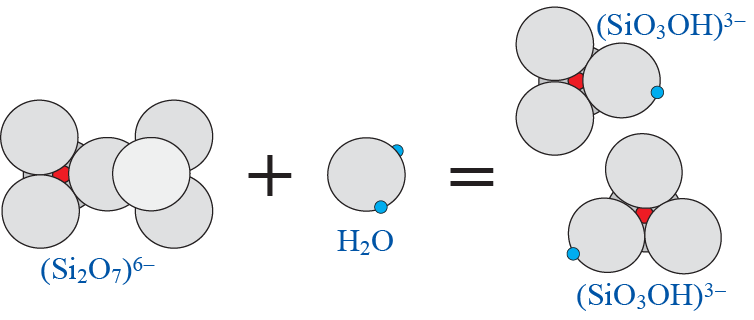 (SiO₃OH)³⁻
+
=
H₂O
(Si₂O₇)⁶⁻
(SiO₃OH)³⁻